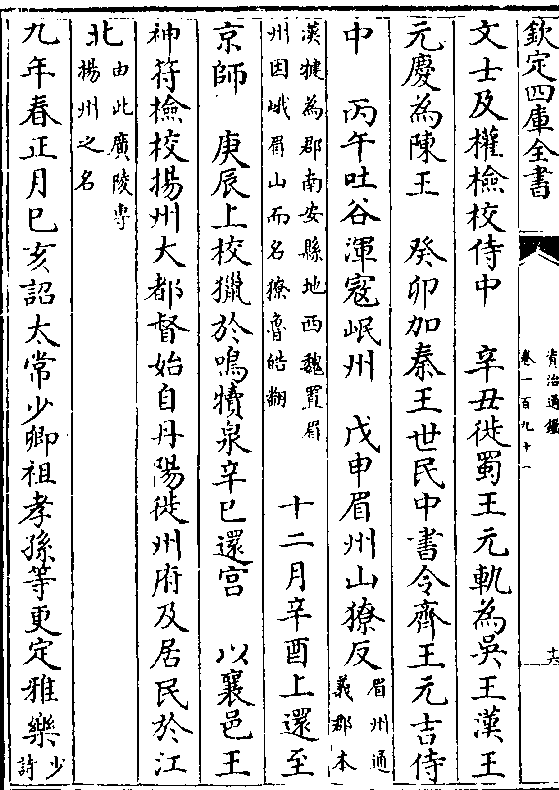 欽定四庫全書
資治通鑑
卷一百九十一
十六
文士及權檢校侍中　辛丑徙蜀王元軌為吳王漢王
元慶為陳王　癸卯加秦王世民中書令齊王元吉侍
中　丙午吐谷渾寇岷州　戊申眉州山獠反
眉州通
義郡本
漢犍為郡南安縣地西魏置眉
州因峨眉山而名獠魯皓翻
十二月辛酉上還至
京師　庚辰上校獵於鳴犢泉辛巳還宫　以襄邑王
神符檢校揚州大都督始自丹陽徙州府及居民於江
北
由此廣陵專
揚州之名
九年春正月己亥詔太常少卿祖孝孫等更定雅樂
少
詩